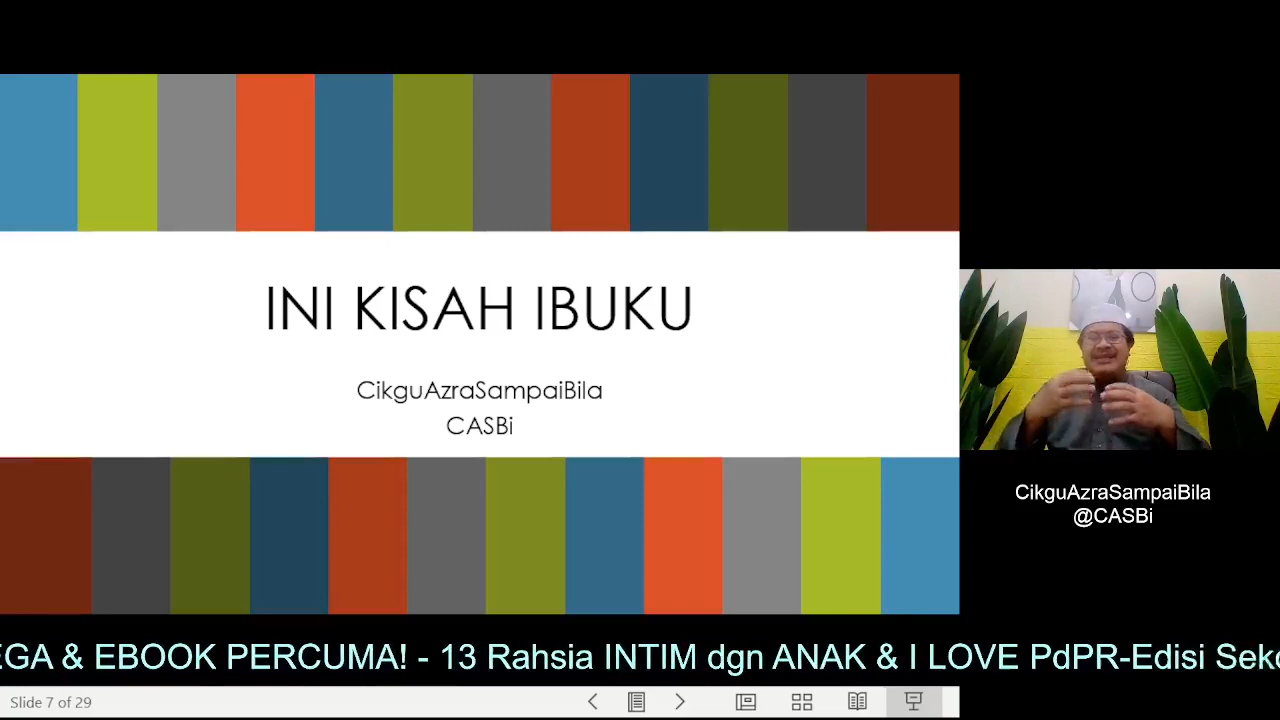 INI KISAH IBUKU
CikguAzraSampaiBila
CASBi
CikguAzraSampaiBila
@CASBi
EGA & EBOOK PERCUMA! - 13 Rahsia INTIM dgn ANAK & I LOVE PdPR-Edisi Seko
Slide 7 of 29